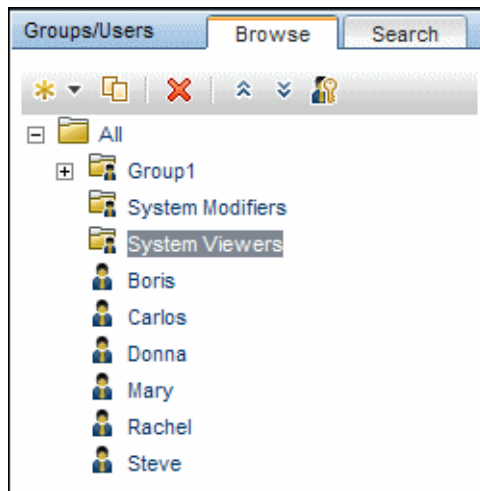 Groups/Users Browse Search
All
Group1
System Modifiers
System Viewers
Boris
Carlos
Donna
Mary
Rachel
Steve